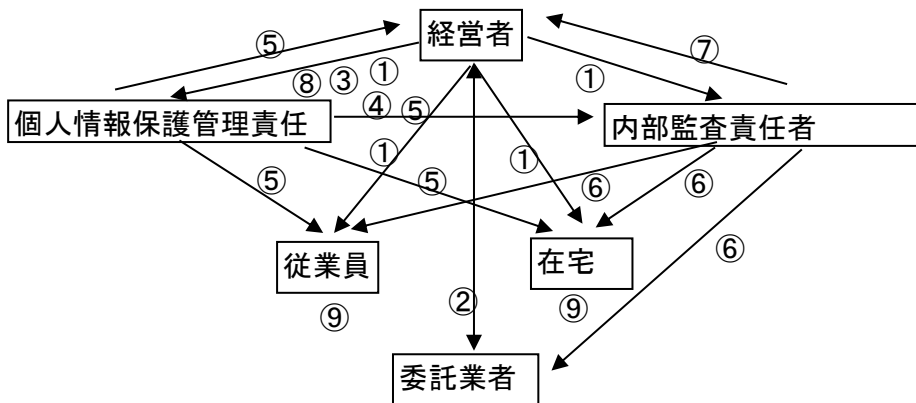 経営者
⑤
⑦
⑧ ③ ①
①
個人情報保護管理責任
④ ⑤
内部監査責任者
①
①
⑤
⑤
⑥
⑥
従業員
在宅
⑥
⑨
②
⑨
委託業者